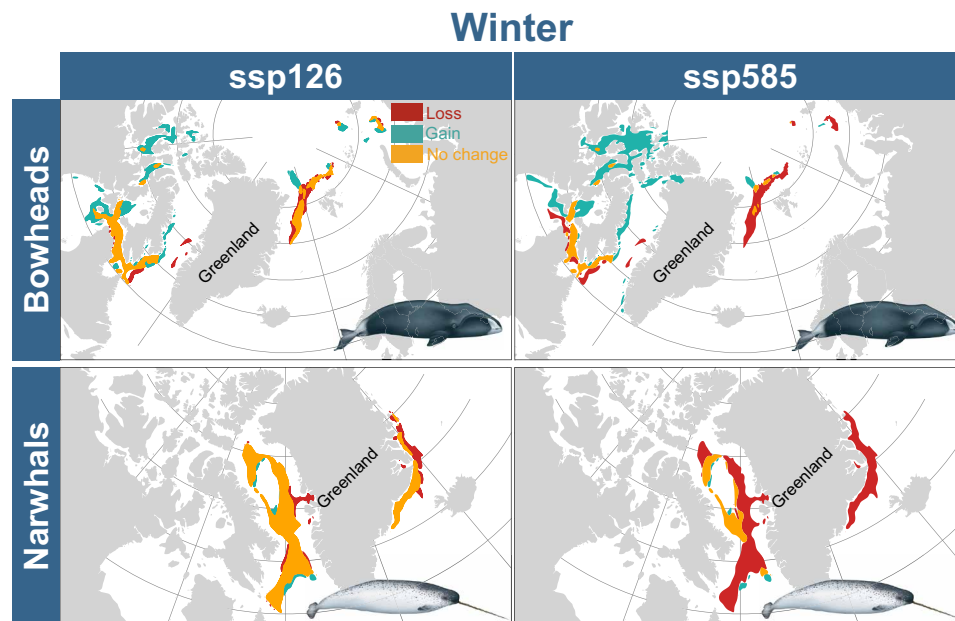 Winter
ssp126
ssp585
Bowheads
Loss
Gain
No change
Greenland
Greenland
Narwhals
Greenland
Greenland